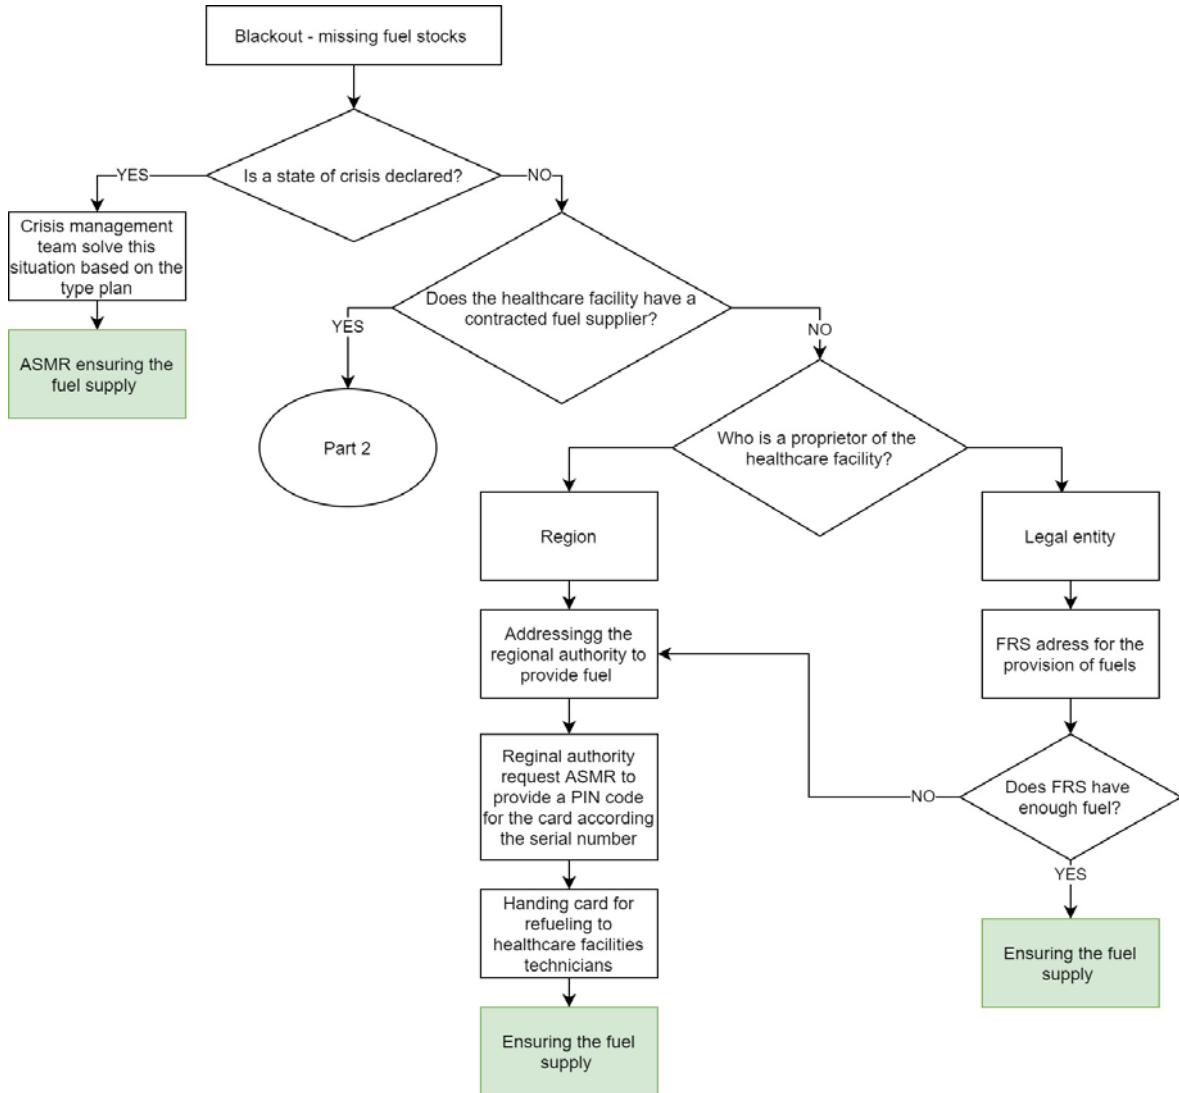 Blackout - missing fuel stocks
Is a state of crisis declared?
YES
NO
Crisis management
team solve this
situation based on the
type plan
ASMR ensuring the
fuel supply
Does the healthcare facility have a
contracted fuel supplier?
YES
NO
Part 2
Who is a proprietor of the
healthcare facility?
Region
Legal entity
Addressingg the
regional authority to
provide fuel
FRS adress for the
provision of fuels
Reginal authority
request ASMR to
provide a PIN code
for the card according
the serial number
Does FRS have
enough fuel?
NO
YES
Handing card for
refueling to
healthcare facilities
technicians
Ensuring the fuel
supply
Ensuring the fuel
supply